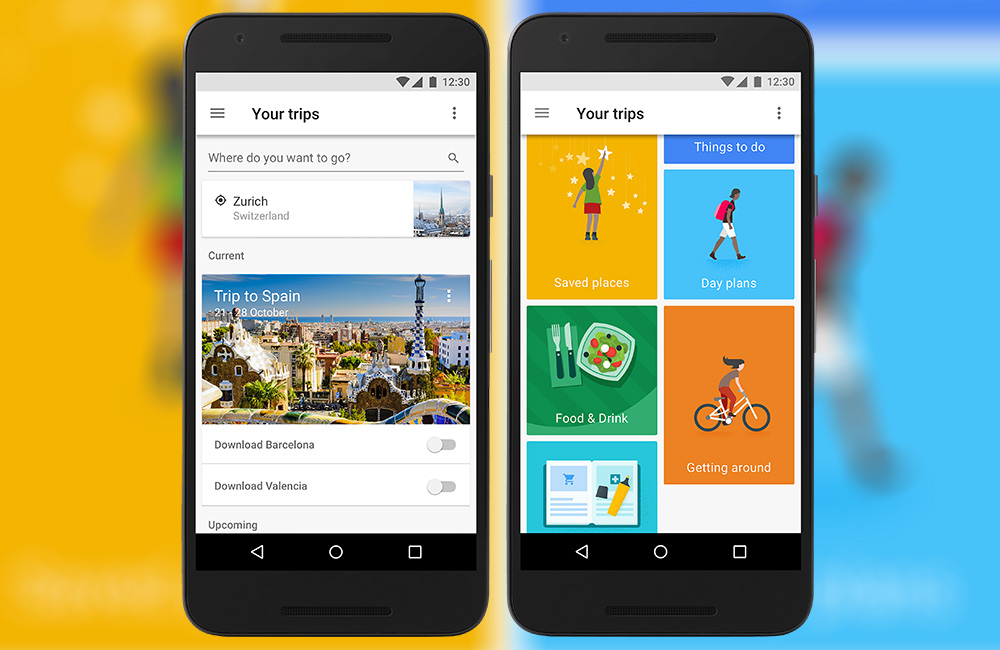 12:30
Your trips
Where do you want to go?
Zurich
Switzerland
Current
Trip to Spain
21 - 28 October
Download Barcelona
Download Valencia
Upcoming
12:30
Your trips
Things to do
Saved places
Day plans
Food & Drink
Getting around